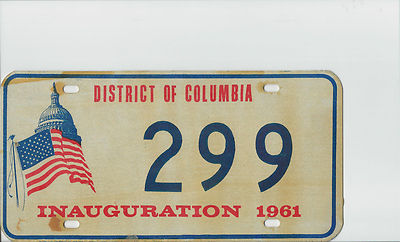 DISTRICT OF COLUMBIA
299
INAUGURATION 1961